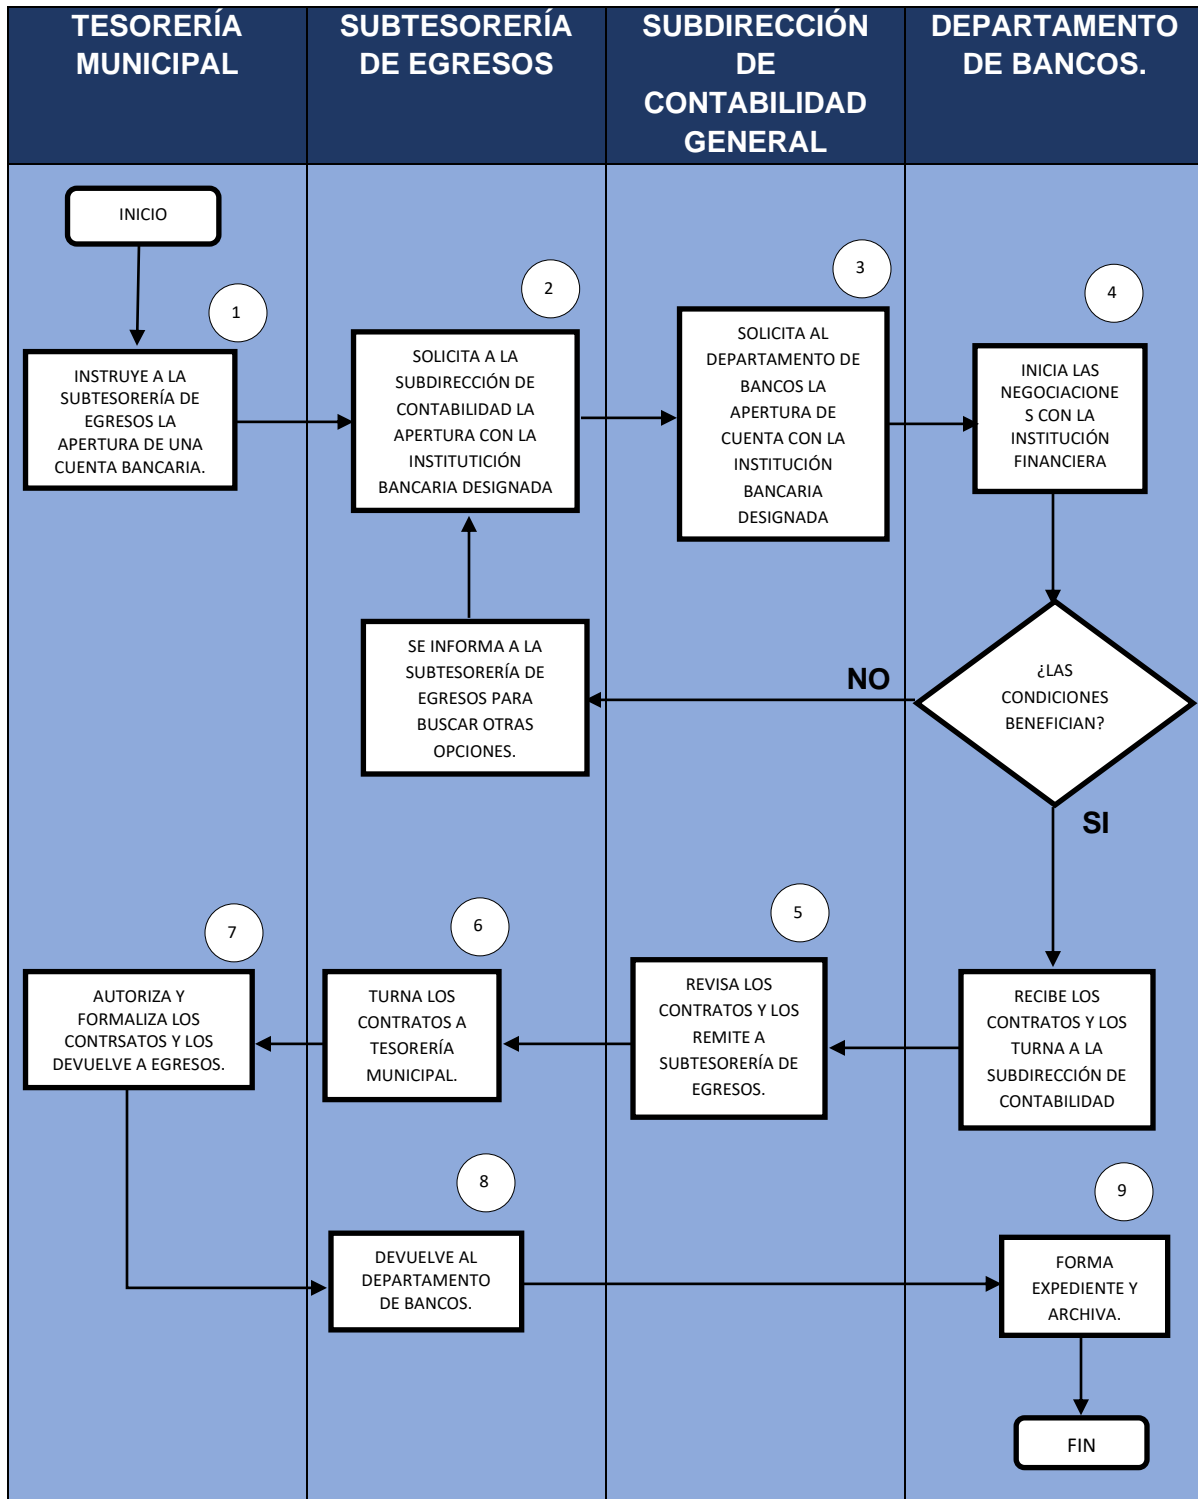 TESORERÍA
MUNICIPAL
SUBTESORERÍA
DE EGRESOS
SUBDIRECCIÓN
DE
CONTABILIDAD
GENERAL
DEPARTAMENTO
DE BANCOS.
INICIO
1
INSTRUYE A LA
SUBTESORERÍA DE
EGRESOS LA
APERTURA DE UNA
CUENTA BANCARIA.
2
SOLICITA A LA
SUBDIRECCIÓN DE
CONTABILIDAD LA
APERTURA CON LA
INSTITUTICIÓN
BANCARIA DESIGNADA
3
SOLICITA AL
DEPARTAMENTO DE
BANCOS LA
APERTURA DE
CUENTA CON LA
INSTITUCIÓN
BANCARIA
DESIGNADA
4
INICIA LAS
NEGOCIACIONE
S CON LA
INSTITUCIÓN
FINANCIERA
¿LAS
CONDICIONES
BENEFICIAN?
NO
SE INFORMA A LA
SUBTESORERÍA DE
EGRESOS PARA
BUSCAR OTRAS
OPCIONES.
SI
RECIBE LOS
CONTRATOS Y LOS
TURNA A LA
SUBDIRECCIÓN DE
CONTABILIDAD
5
REVISA LOS
CONTRATOS Y LOS
REMITE A
SUBTESORERÍA DE
EGRESOS.
6
TURNA LOS
CONTRATOS A
TESORERÍA
MUNICIPAL.
7
AUTORIZA Y
FORMALIZA LOS
CONTRSATOS Y LOS
DEVUELVE A EGRESOS.
8
DEVUELVE AL
DEPARTAMENTO
DE BANCOS.
9
FORMA
EXPEDIENTE Y
ARCHIVA.
FIN